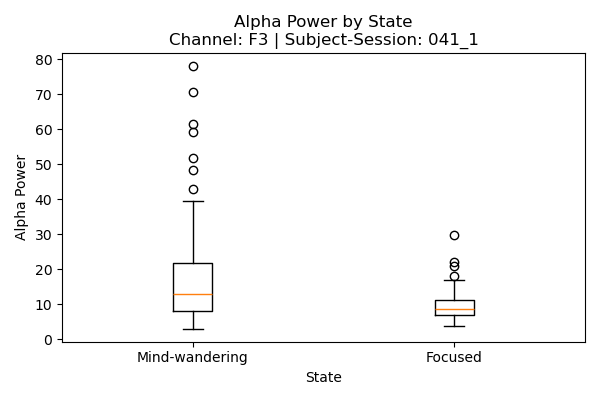 Alpha Power by State
Channel: F3 | Subject-Session: 041_1
80
70
60
50
40
30
20
10
0
Alpha Power
Mind-wandering
Focused
State